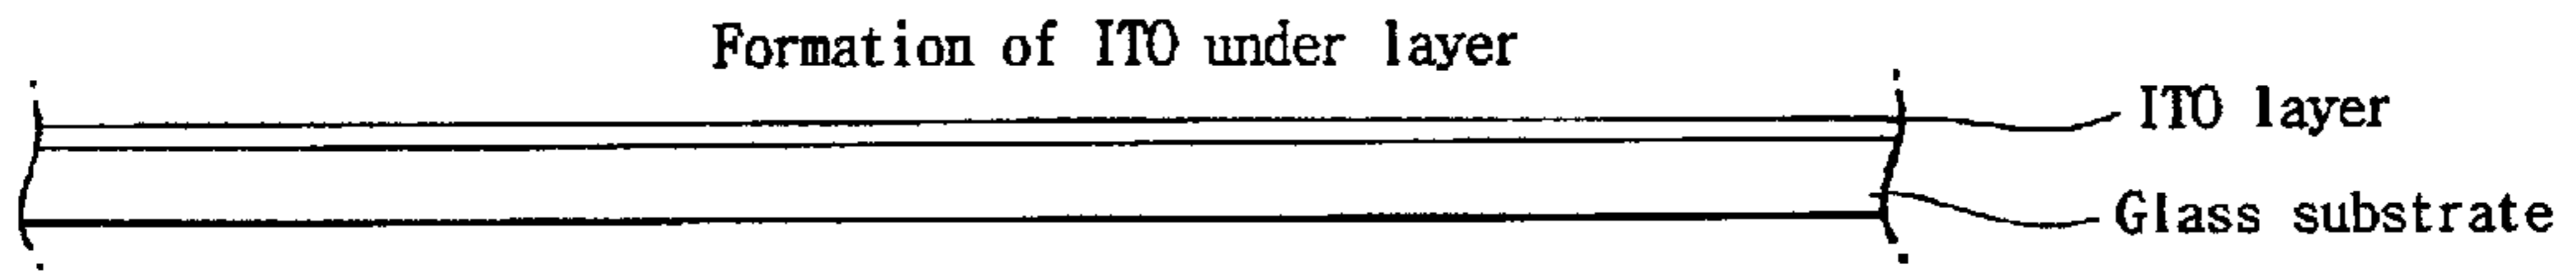 Formation of ITO under layer
ITO layer
Glass substrate